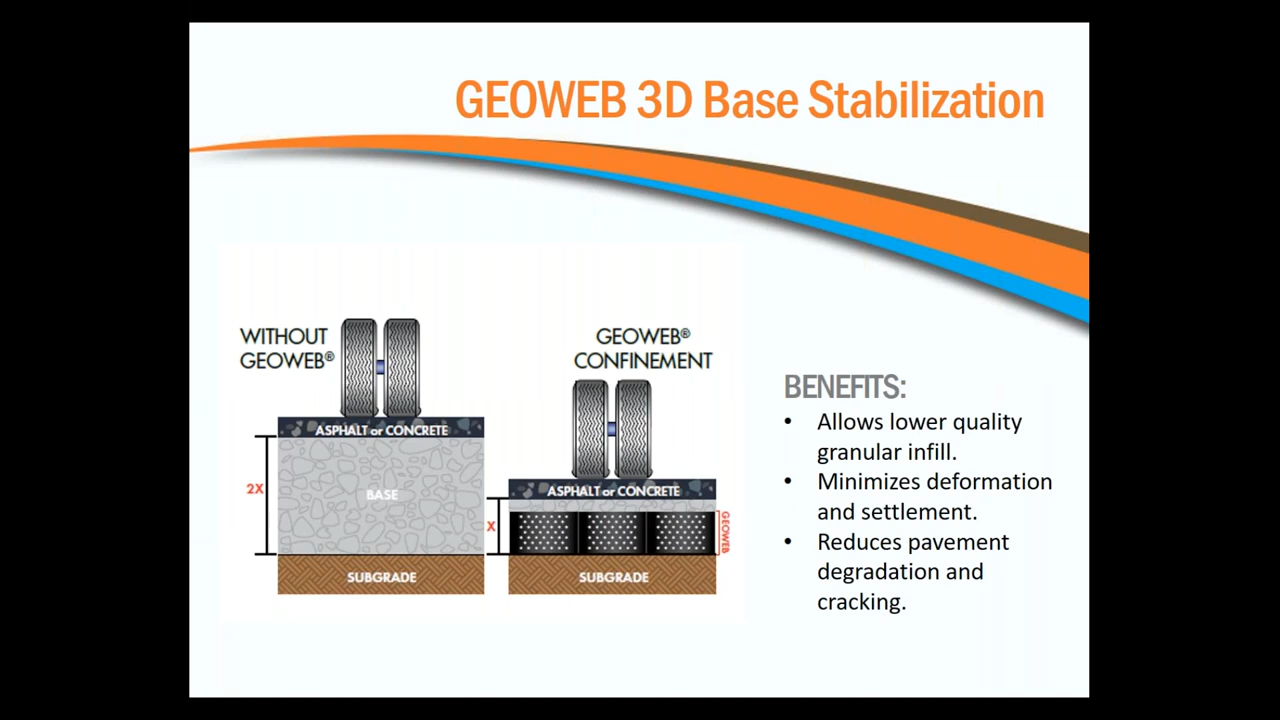 GEOWEB 3D Base Stabilization
WITHOUT
GEOWEB®
ASPHALT or CONCRETE
2X
BASE
SUBGRADE
GEOWEB®
CONFINEMENT
ASPHALT or CONCRETE
X
GEOWEB
SUBGRADE
BENEFITS:
• Allows lower quality
granular infill.
• Minimizes deformation
and settlement.
• Reduces pavement
degradation and
cracking.